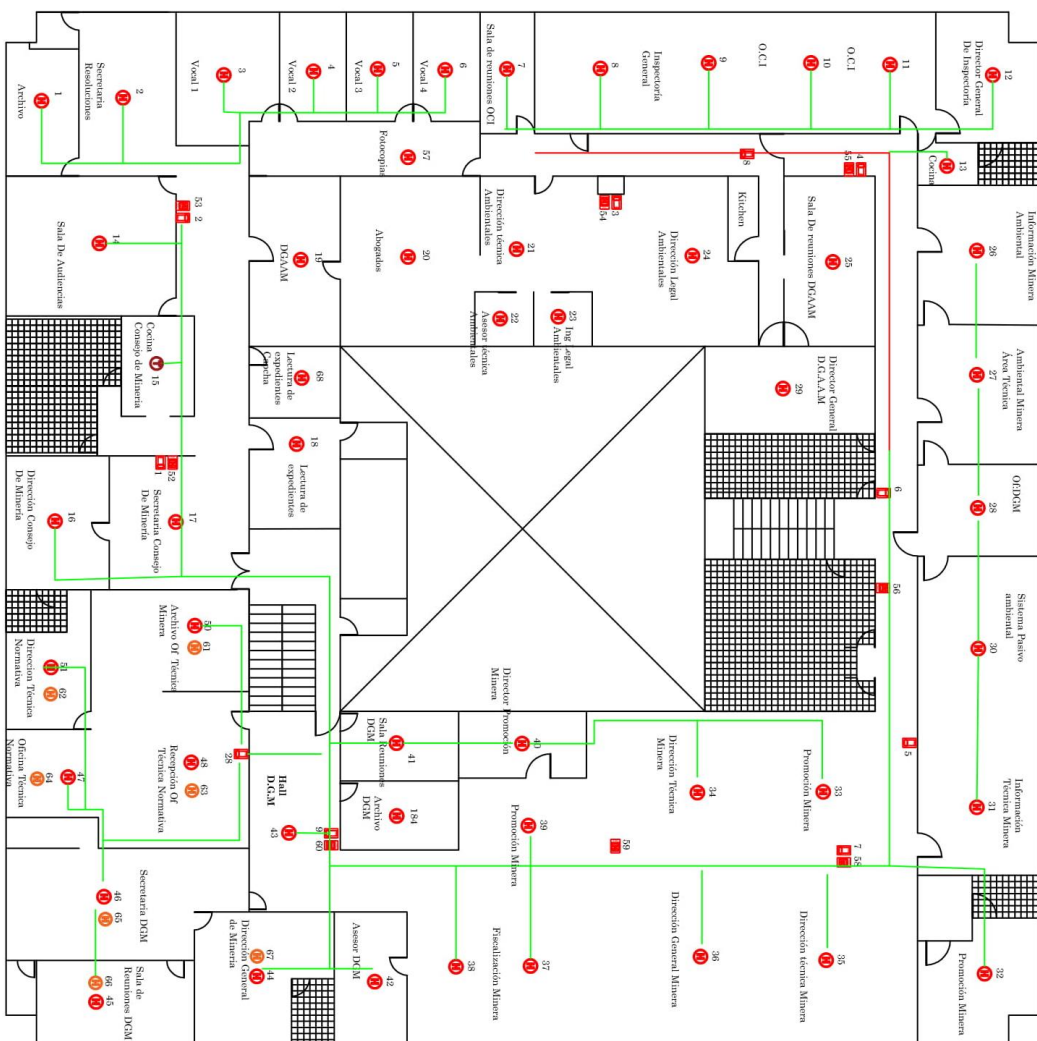 Archivo
1
Secretaria
Resoluciones
2
Vocal 1
3
Vocal 2
4
Vocal 3
5
Vocal 4
6
Sala de reuniones OCI
7
Inspectoría
General
8
O.C.I
9
10
O.C.I
11
Director General
De Inspectoría
12
Fotocopias
57
8
4
55
13
Cocina
53
2
14
Sala De Audiencias
DGAAM
19
Abogados
20
Dirección técnica
Ambientales
21
54
3
Dirección Legal
Ambientales
24
Kitchen
Sala De reuniones DGAAM
25
Información Minera
Ambiental
26
Asesor técnica
Ambientales
22
Ing Legal
Ambientales
23
Cocina
Consejo de Mineria
15
Lectura de
expedientes
Capcha
68
Director General
D.G.A.A.M
29
Ambiental Minera
Área Técnica
27
18
Lectura de
expedientes
1
52
Dirección Consejo
De Minería
16
Secretaria Consejo
De Minería
17
6
Of:DGM
28
56
Archivo Of Técnica
Minera
50
61
Direccion Técnica
Normativa
51
62
Sistema Pasivo
ambiental
30
Director Promoción
Minera
40
Sala Reuniones
DGM
41
5
Oficina Técnica
Normativa
64
47
Recepción Of
Técnica Normativa
48
63
28
Hall
D.G.M
43
9
60
Archivo
DGM
184
Promoción Minera
39
Dirección Técnica
Minera
34
Promoción Minera
33
Información
Técnica Minera
31
59
7
58
Secretaria DGM
46
65
Dirección General
de Mineria
67
44
Asesor DGM
42
38
Fiscalización Minera
37
Dirección General Minera
36
Dirección técnica Minera
35
Promoción Minera
32
Sala de
Reuniones DGM
66
45